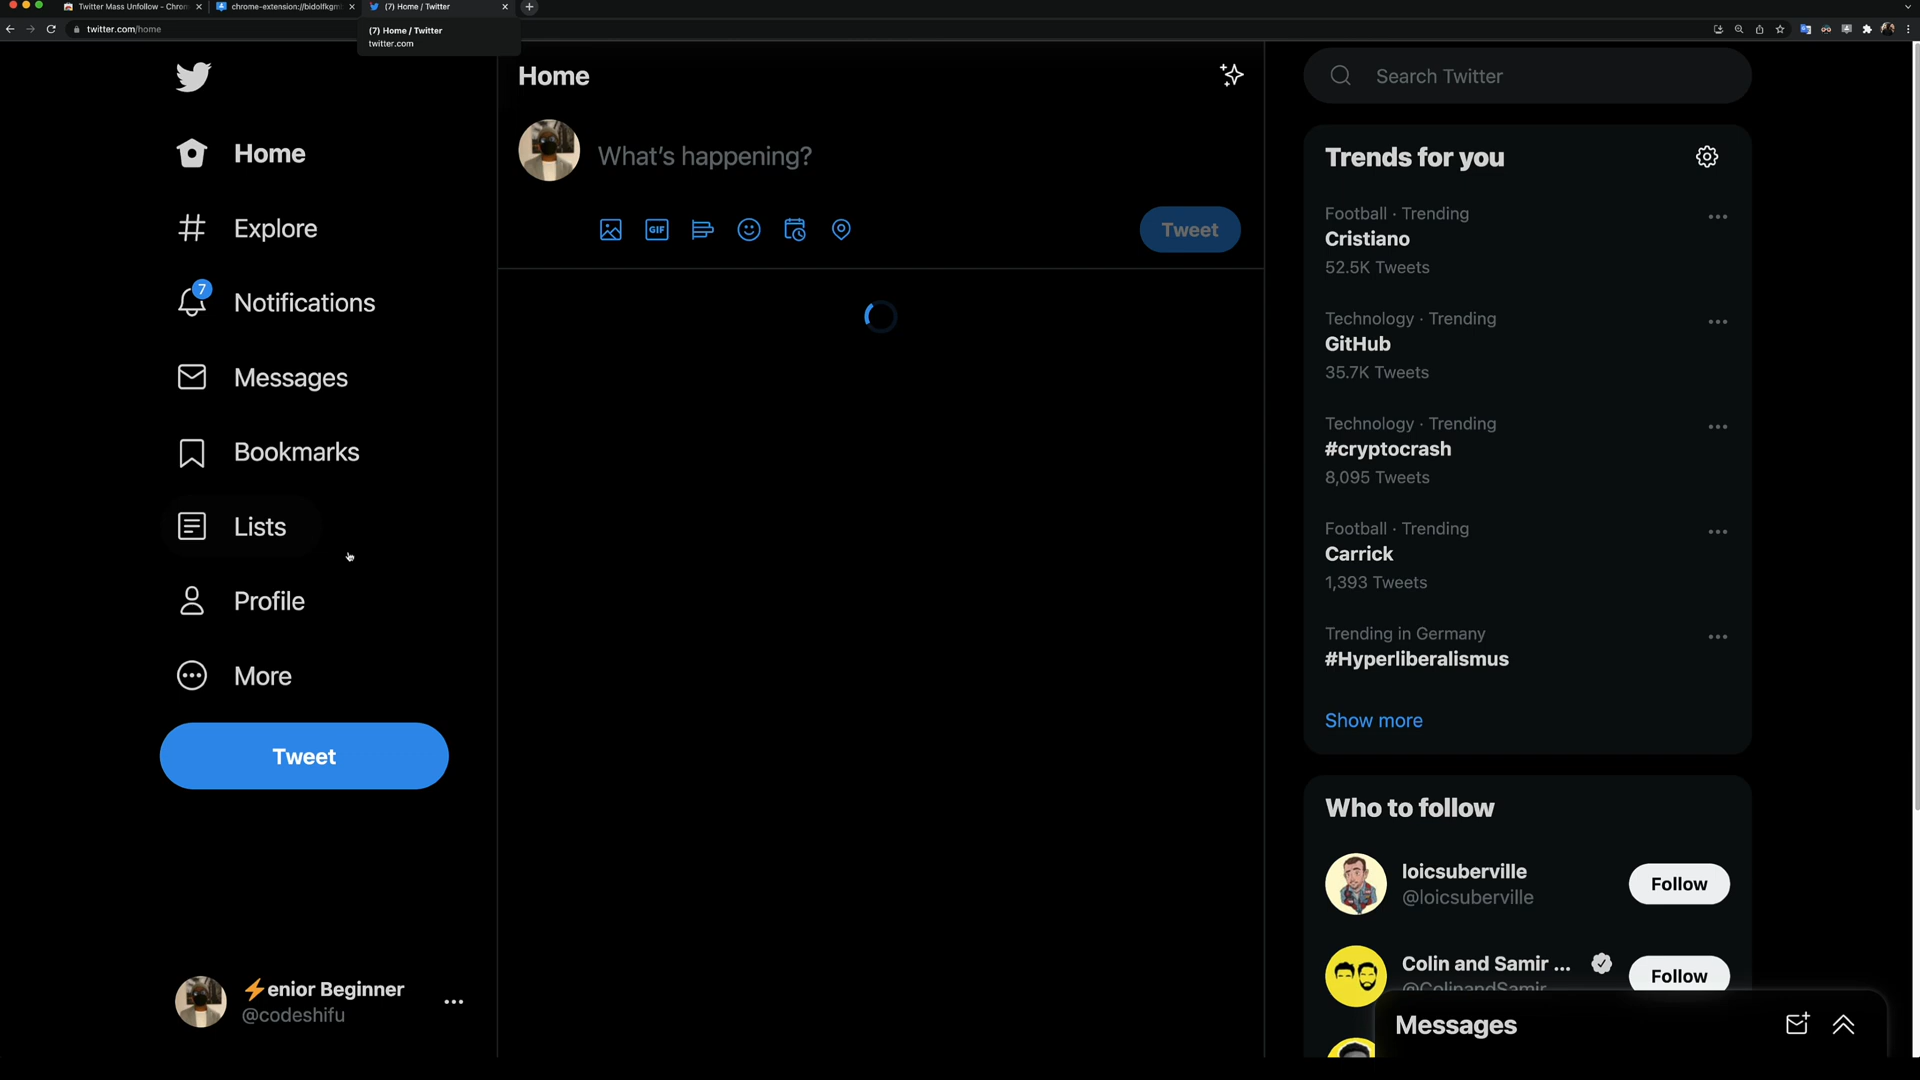 Twitter Mass Unfollow - Chrom
chrome-extension://bidolfkgm
(7) Home / Twitter
twitter.com/home
(7) Home / Twitter
twitter.com
Home
Explore
7
Notifications
Messages
Bookmarks
Lists
Profile
More
Tweet
⚡enior Beginner
@codeshifu
Home
What's happening?
GIF
Tweet
Search Twitter
Trends for you
Football · Trending
Cristiano
52.5K Tweets
Technology · Trending
GitHub
35.7K Tweets
Technology · Trending
#cryptocrash
8,095 Tweets
Football · Trending
Carrick
1,393 Tweets
Trending in Germany
#Hyperliberalismus
Show more
Who to follow
loicsuberville
@loicsuberville
Follow
Colin and Samir ...
@ColinandSamir
Follow
Messages